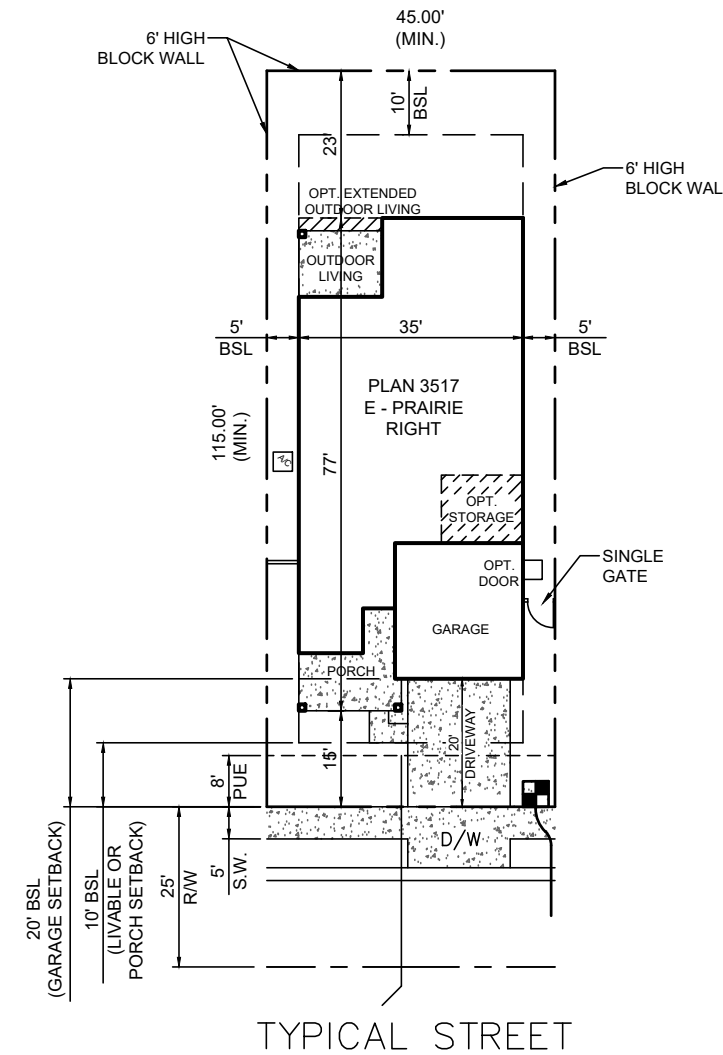 45.00'
(MIN.)
6' HIGH
BLOCK WALL
10'
BSL
23'
6' HIGH
BLOCK WAL
OPT. EXTENDED
OUTDOOR LIVING
OUTDOOR
LIVING
5'
BSL
35'
5'
BSL
PLAN 3517
E - PRAIRIE
RIGHT
115.00'
(MIN.)
77'
A/C
OPT.
STORAGE
OPT.
DOOR
SINGLE
GATE
GARAGE
PORCH
15'
20'
DRIVEWAY
8'
PUE
D/W
5'
S.W.
25'
R/W
10' BSL
(LIVABLE OR
PORCH SETBACK)
20' BSL
(GARAGE SETBACK)
TYPICAL STREET